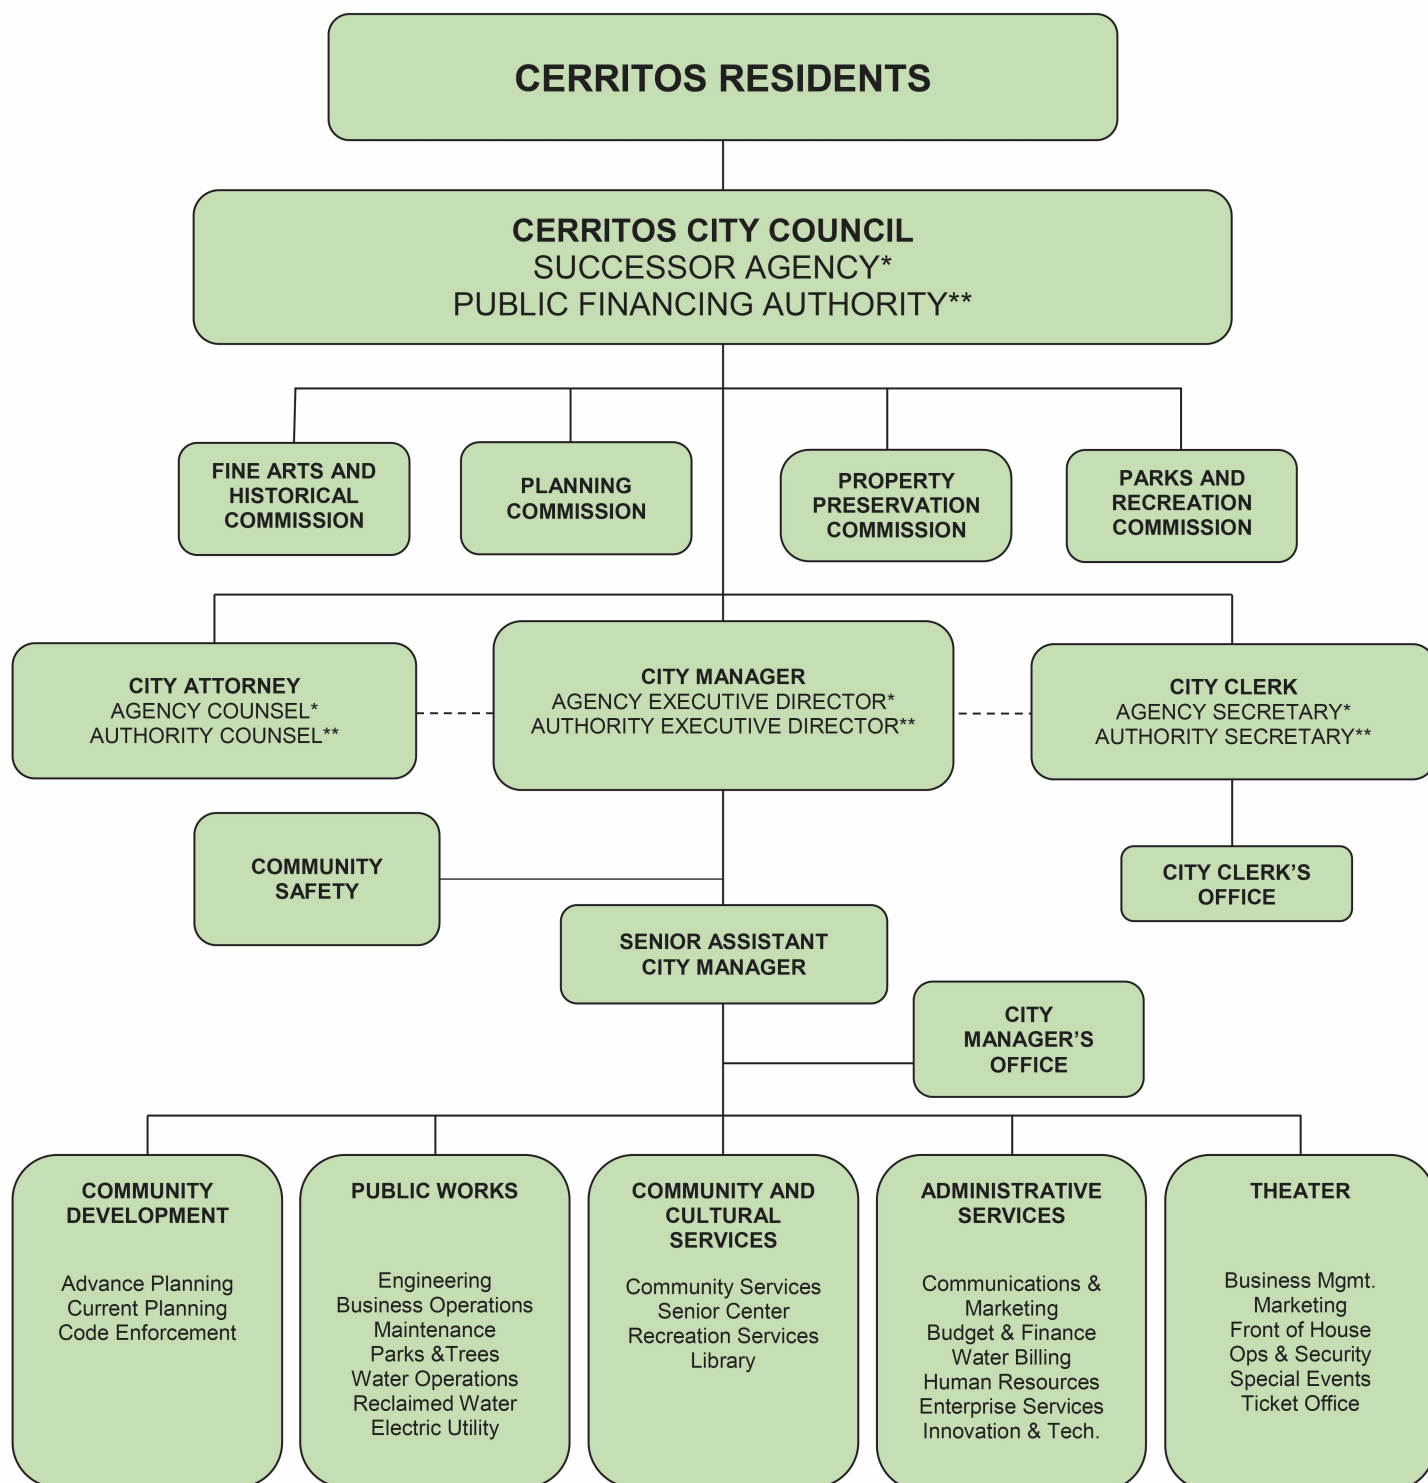 CERRITOS RESIDENTS
CERRITOS CITY COUNCIL
SUCCESSOR AGENCY*
PUBLIC FINANCING AUTHORITY**
FINE ARTS AND
HISTORICAL
COMMISSION
PLANNING
COMMISSION
PROPERTY
PRESERVATION
COMMISSION
PARKS AND
RECREATION
COMMISSION
CITY ATTORNEY
AGENCY COUNSEL*
AUTHORITY COUNSEL**
CITY MANAGER
AGENCY EXECUTIVE DIRECTOR*
AUTHORITY EXECUTIVE DIRECTOR**
CITY CLERK
AGENCY SECRETARY*
AUTHORITY SECRETARY**
COMMUNITY
SAFETY
CITY CLERK’S
OFFICE
SENIOR ASSISTANT
CITY MANAGER
CITY
MANAGER’S
OFFICE
COMMUNITY
DEVELOPMENT
Advance Planning
Current Planning
Code Enforcement
PUBLIC WORKS
Engineering
Business Operations
Maintenance
Parks &Trees
Water Operations
Reclaimed Water
Electric Utility
COMMUNITY AND
CULTURAL
SERVICES
Community Services
Senior Center
Recreation Services
Library
ADMINISTRATIVE
SERVICES
Communications &
Marketing
Budget & Finance
Water Billing
Human Resources
Enterprise Services
Innovation & Tech.
THEATER
Business Mgmt.
Marketing
Front of House
Ops & Security
Special Events
Ticket Office